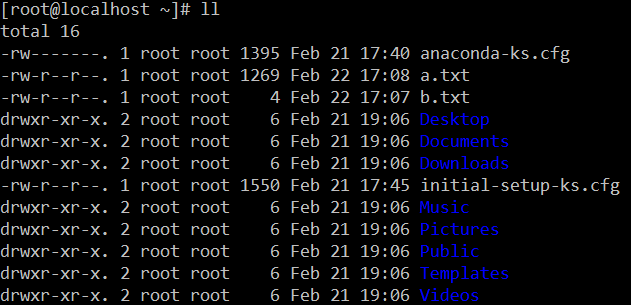 [root@localhost ~]# ll
total 16
-rw-------. 1 root root 1395 Feb 21 17:40 anaconda-ks.cfg
-rw-r--r--. 1 root root 1269 Feb 22 17:08 a.txt
-rw-r--r--. 1 root root    4 Feb 22 17:07 b.txt
drwxr-xr-x. 2 root root    6 Feb 21 19:06 Desktop
drwxr-xr-x. 2 root root    6 Feb 21 19:06 Documents
drwxr-xr-x. 2 root root    6 Feb 21 19:06 Downloads
-rw-r--r--. 1 root root 1550 Feb 21 17:45 initial-setup-ks.cfg
drwxr-xr-x. 2 root root    6 Feb 21 19:06 Music
drwxr-xr-x. 2 root root    6 Feb 21 19:06 Pictures
drwxr-xr-x. 2 root root    6 Feb 21 19:06 Public
drwxr-xr-x. 2 root root    6 Feb 21 19:06 Templates
drwxr-xr-x. 2 root root    6 Feb 21 19:06 Videos